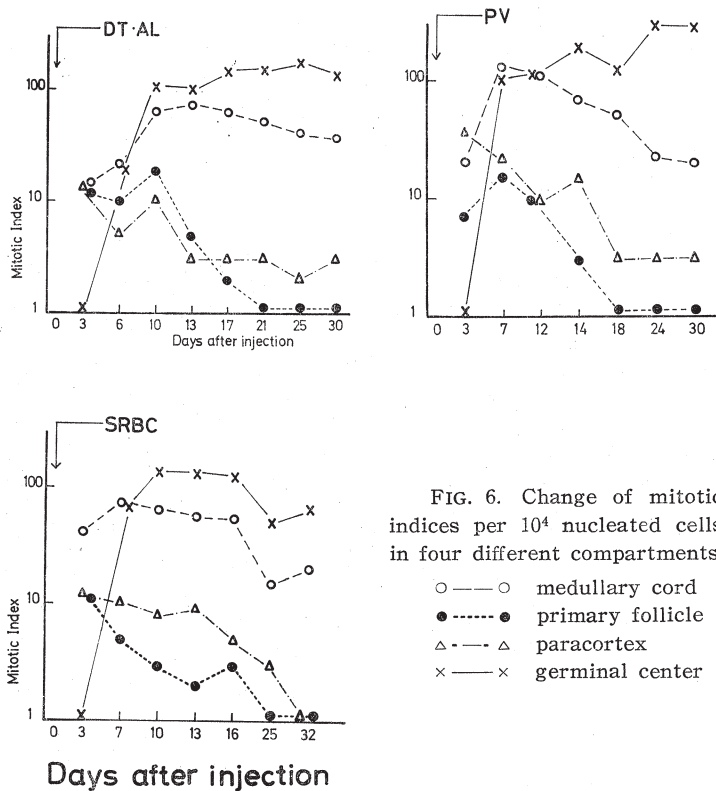 DT·AL
100
10
1
Mitotic Index
0 3 6 10 13 17 21 25 30
Days after injection
PV
100
10
1
0 3 7 12 14 18 24 30
SRBC
100
10
1
Mitotic Index
0 3 7 10 13 16 25 32
Days after injection
FIG. 6. Change of mitotic
indices per 10⁴ nucleated cells
in four different compartments
medullary cord
primary follicle
paracortex
germinal center